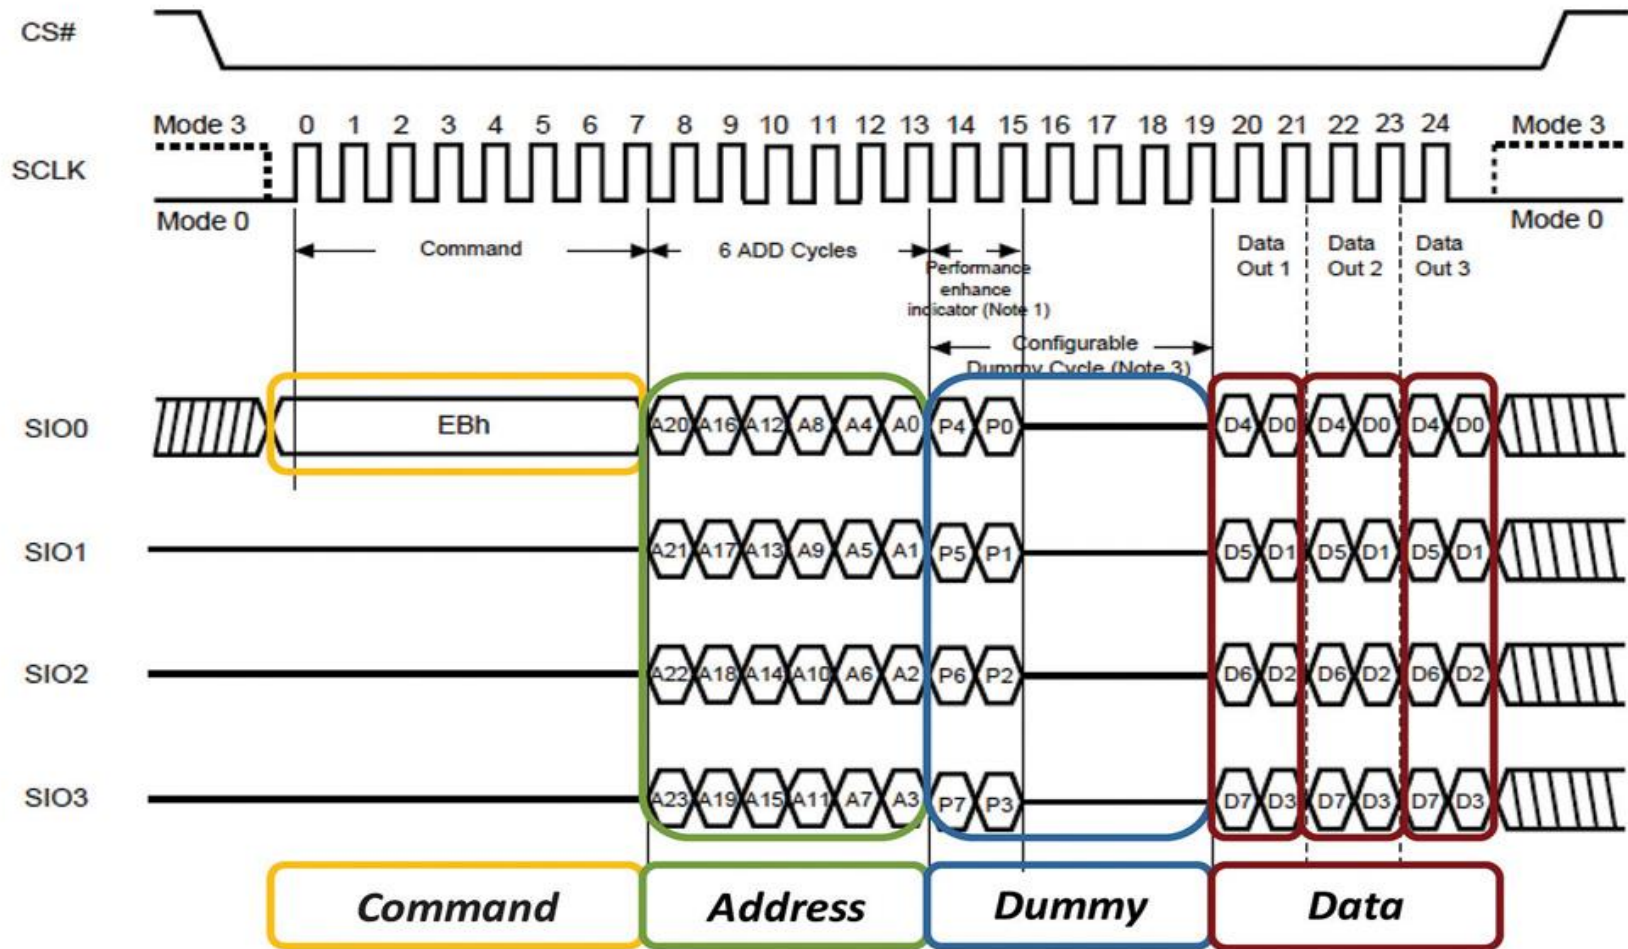 CS#
Mode 3 0 1 2 3 4 5 6 7 8 9 10 11 12 13 14 15 16 17 18 19 20 21 22 23 24 Mode 3
SCLK
Mode 0 Mode 0
Command 6 ADD Cycles
Data Data Data
Out 1 Out 2 Out 3
Performance
enhance
indicator (Note 1)
Configurable
Dummy Cycle (Note 3)
SIO0 EBh A20 A16 A12 A8 A4 A0 P4 P0 D4 D0 D4 D0 D4 D0
SIO1 A21 A17 A13 A9 A5 A1 P5 P1 D5 D1 D5 D1 D5 D1
SIO2 A22 A18 A14 A10 A6 A2 P6 P2 D6 D2 D6 D2 D6 D2
SIO3 A23 A19 A15 A11 A7 A3 P7 P3 D7 D3 D7 D3 D7 D3
Command Address Dummy Data